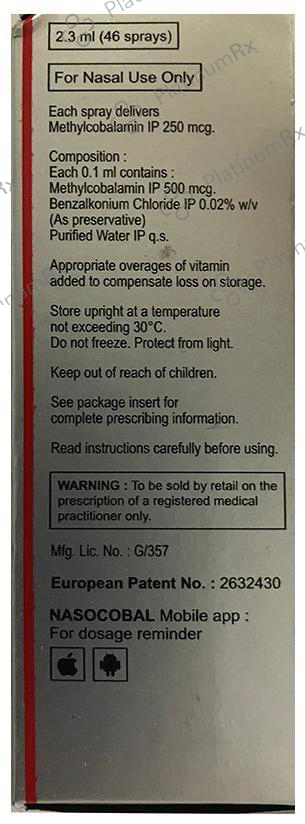 2.3 ml (46 sprays)
For Nasal Use Only
Each spray delivers
Methylcobalamin IP 250 mcg.
Composition :
Each 0.1 ml contains :
Methylcobalamin IP 500 mcg.
Benzalkonium Chloride IP 0.02% w/v
(As preservative)
Purified Water IP q.s.
Appropriate overages of vitamin
added to compensate loss on storage.
Store upright at a temperature
not exceeding 30°C.
Do not freeze. Protect from light.
Keep out of reach of children.
See package insert for
complete prescribing information.
Read instructions carefully before using.
WARNING : To be sold by retail on the
prescription of a registered medical
practitioner only.
Mfg. Lic. No. : G/357
European Patent No. : 2632430
NASOCOBAL Mobile app :
For dosage reminder
PlatinumRx